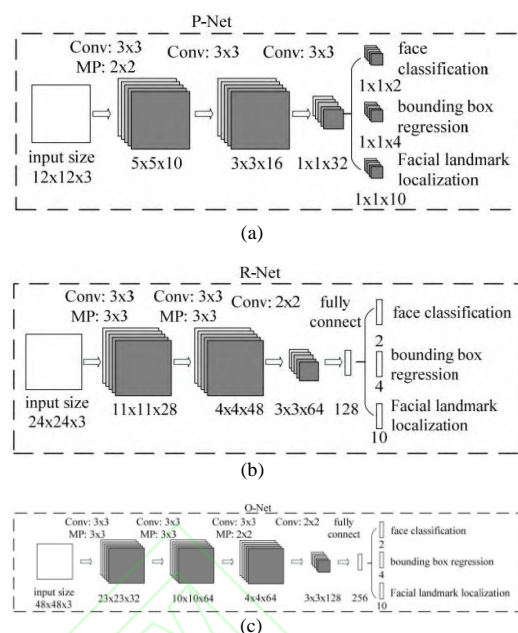 P-Net
Conv: 3x3 Conv: 3x3 Conv: 3x3
MP: 2x2
face
classification
1x1x2
bounding box
regression
1x1x4
Facial landmark
localization
1x1x10
input size
12x12x3
5x5x10 3x3x16 1x1x32
(a)
R-Net
Conv: 3x3 Conv: 3x3 Conv: 2x2 fully
MP: 3x3 MP: 3x3 connect
face classification
2
bounding box
regression
4
Facial landmark
localization
10
input size
24x24x3
11x11x28 4x4x48 3x3x64 128
(b)
O-Net
Conv: 3x3 Conv: 3x3 Conv: 3x3 Conv: 2x2 fully
MP: 3x3 MP: 3x3 MP: 2x2 connect
face classification
2
bounding box regression
4
Facial landmark localization
10
input size
48x48x3
23x23x32 10x10x64 4x4x64 3x3x128 256
(c)